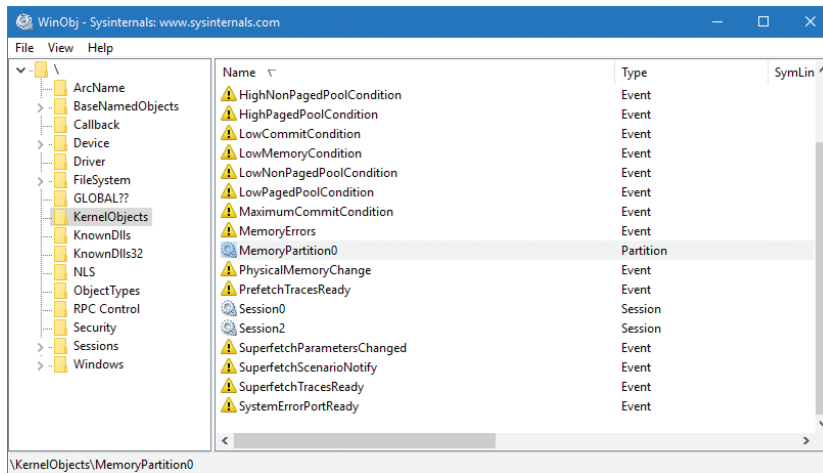 WinObj - Sysinternals: www.sysinternals.com
File View Help
\
ArcName
BaseNamedObjects
Callback
Device
Driver
FileSystem
GLOBAL??
KernelObjects
KnownDlls
KnownDlls32
NLS
ObjectTypes
RPC Control
Security
Sessions
Windows
Name Type SymLin
HighNonPagedPoolCondition Event
HighPagedPoolCondition Event
LowCommitCondition Event
LowMemoryCondition Event
LowNonPagedPoolCondition Event
LowPagedPoolCondition Event
MaximumCommitCondition Event
MemoryErrors Event
MemoryPartition0 Partition
PhysicalMemoryChange Event
PrefetchTracesReady Event
Session0 Session
Session2 Session
SuperfetchParametersChanged Event
SuperfetchScenarioNotify Event
SuperfetchTracesReady Event
SystemErrorPortReady Event
\KernelObjects\MemoryPartition0